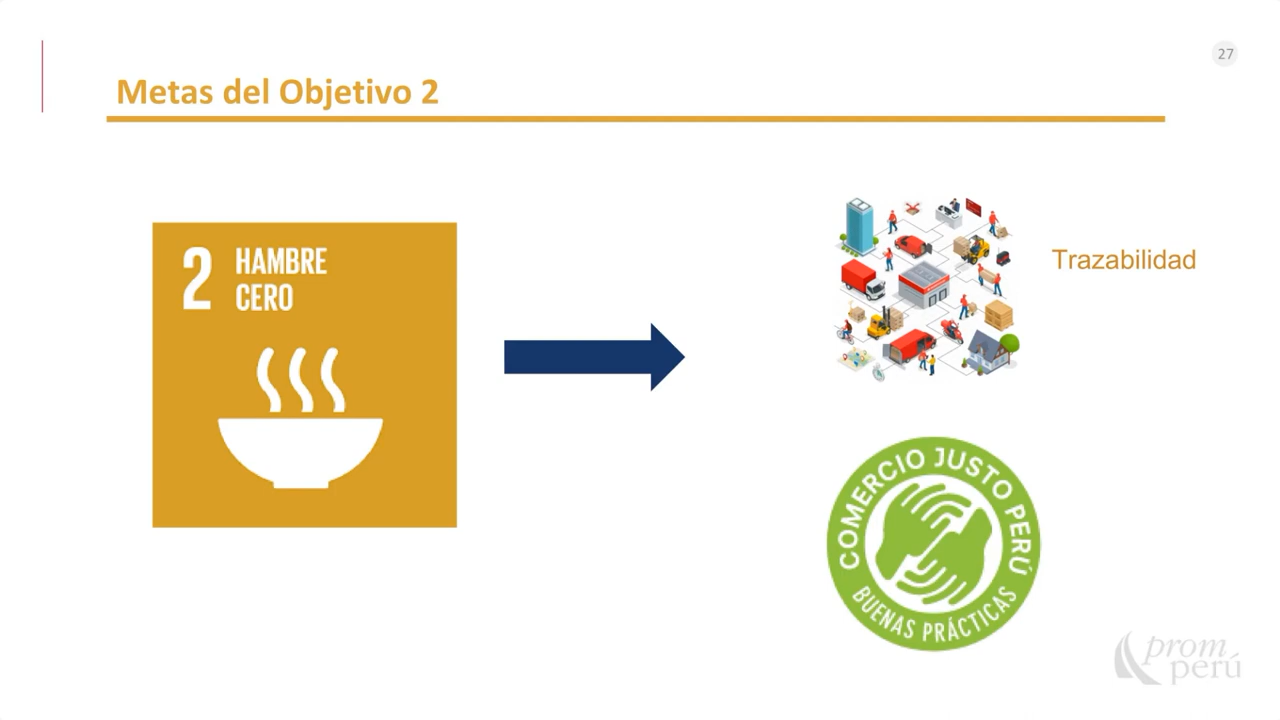 27
Metas del Objetivo 2
2 HAMBRE
CERO
Trazabilidad
COMERCIO JUSTO PERÚ
BUENAS PRÁCTICAS
prom
perú